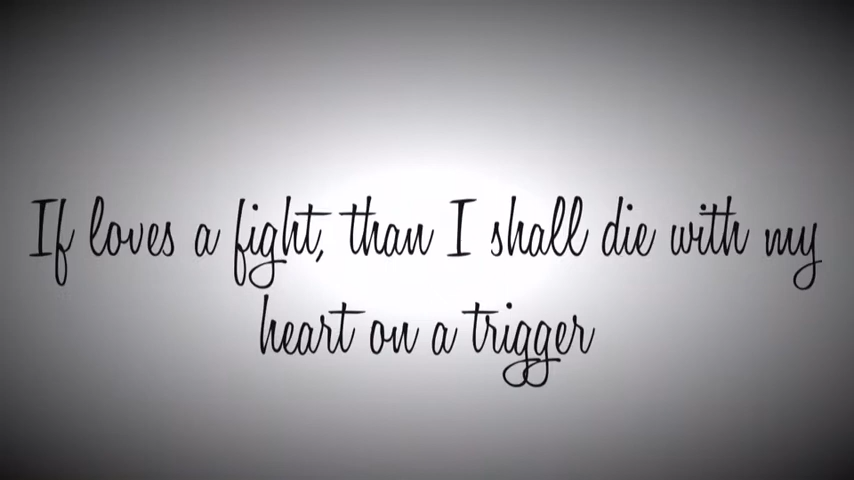 If loves a fight, than I shall die with my
heart on a trigger